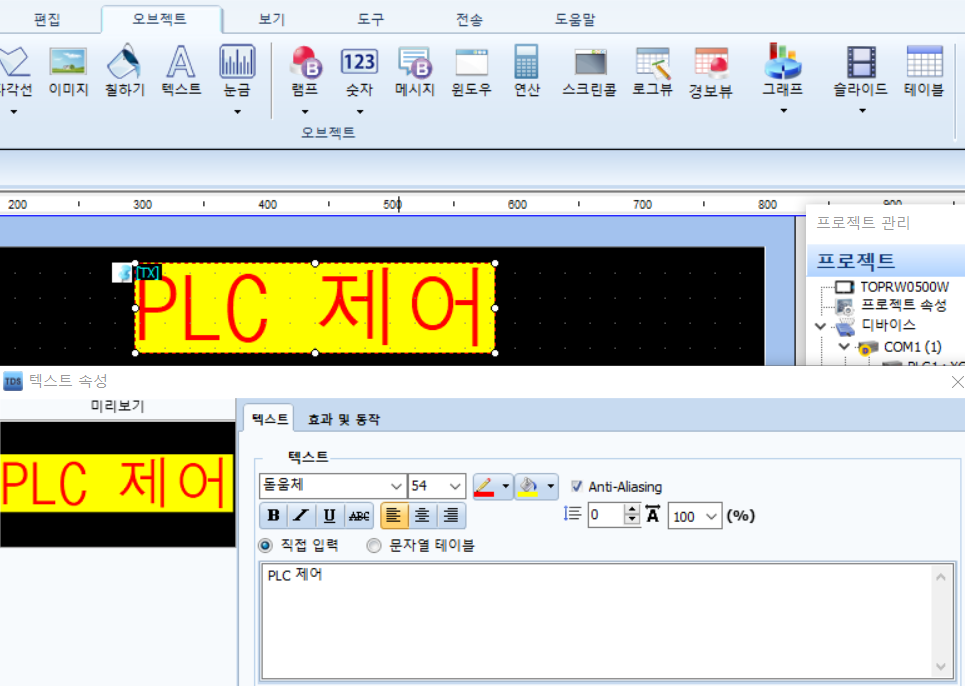 편집 오브젝트 보기 도구 전송 도움말
이미지 칠하기 텍스트 눈금 램프 숫자 메시지 윈도우 연산 스크린콜 로그뷰 경보뷰 그래프 슬라이드 테이블
123
오브젝트
200 300 400 500 600 700 800
프로젝트 관리
프로젝트
[TX]
PLC 제어
TOPRW0500W
프로젝트 속성
디바이스
COM1 (1)
TDS 텍스트 속성
미리보기
텍스트 효과 및 동작
PLC 제어
텍스트
돋움체 54
Anti-Aliasing
B I U ABC
0 A 100 (%)
직접 입력 문자열 테이블
PLC 제어